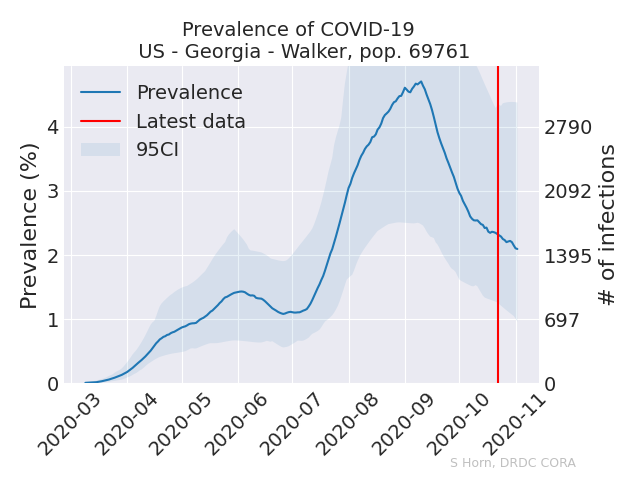 Prevalence of COVID-19
US - Georgia - Walker, pop. 69761
Prevalence
Latest data
95CI
Prevalence (%)
4
3
2
1
0
2790
2092
1395
697
0
# of infections
2020-03
2020-04
2020-05
2020-06
2020-07
2020-08
2020-09
2020-10
2020-11
S Horn, DRDC CORA